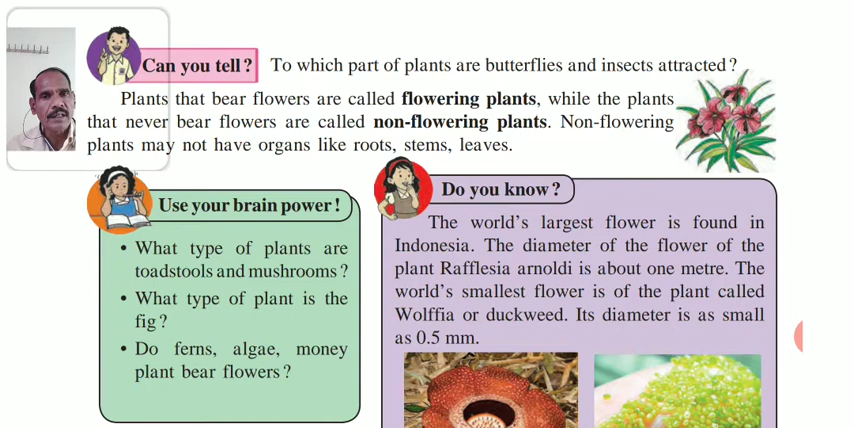 Can you tell ? To which part of plants are butterflies and insects attracted ?
Plants that bear flowers are called flowering plants, while the plants
that never bear flowers are called non-flowering plants. Non-flowering
plants may not have organs like roots, stems, leaves.
Use your brain power !
• What type of plants are
toadstools and mushrooms ?
• What type of plant is the
fig ?
• Do ferns, algae, money
plant bear flowers ?
Do you know ?
The world's largest flower is found in
Indonesia. The diameter of the flower of the
plant Rafflesia arnoldi is about one metre. The
world's smallest flower is of the plant called
Wolffia or duckweed. Its diameter is as small
as 0.5 mm.